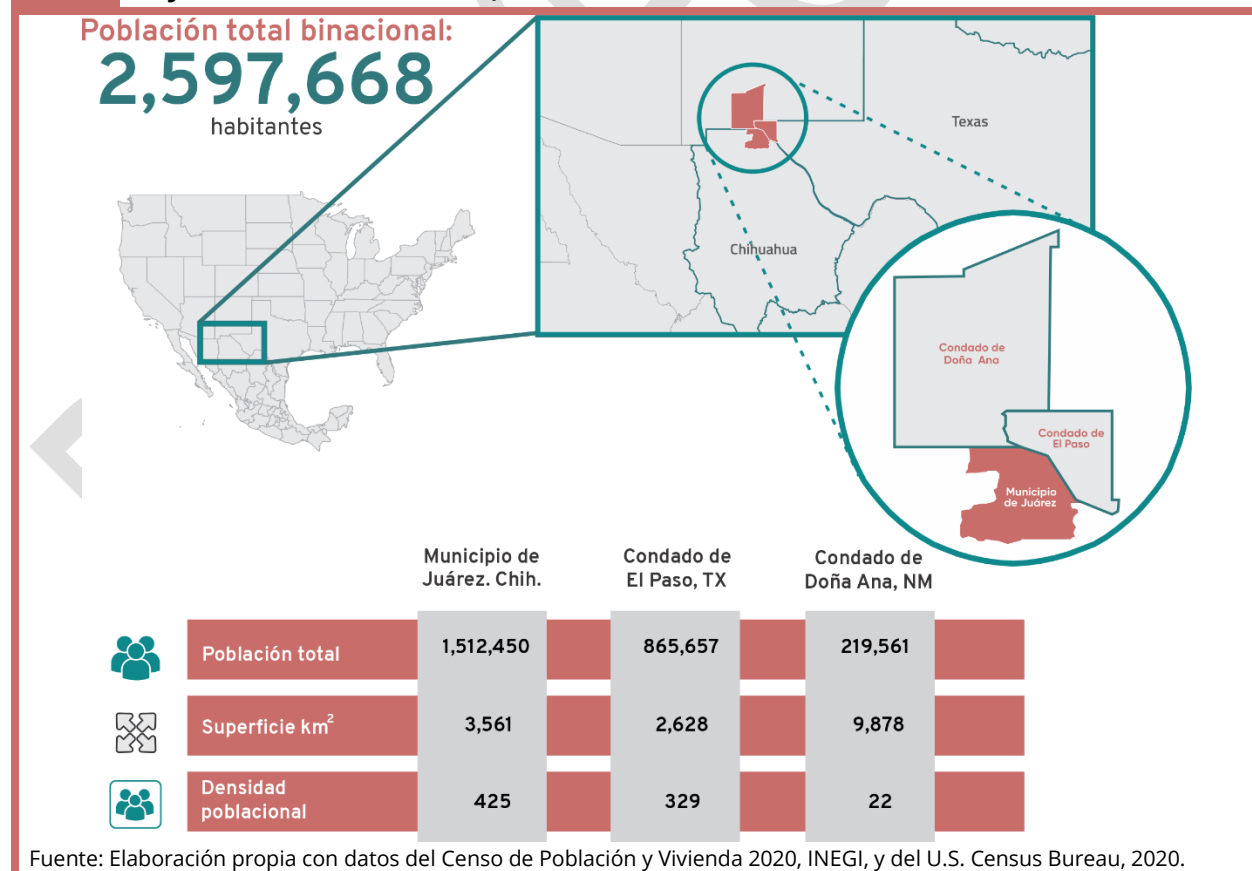 Población total binacional:
2,597,668
habitantes
Texas
Chihuahua
Condado de
Doña Ana
Condado de
El Paso
Municipio
de Juárez
Municipio de
Juárez. Chih.
Condado de
El Paso, TX
Condado de
Doña Ana, NM
Población total 1,512,450 865,657 219,561
Superficie km² 3,561 2,628 9,878
Densidad
poblacional 425 329 22
Fuente: Elaboración propia con datos del Censo de Población y Vivienda 2020, INEGI, y del U.S. Census Bureau, 2020.